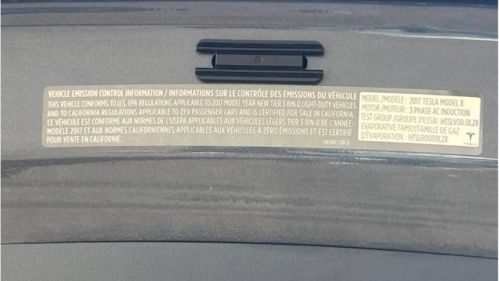 VEHICLE EMISSION CONTROL INFORMATION / INFORMATIONS SUR LE CONTRÔLE DES ÉMISSIONS DU VÉHICULE
THIS VEHICLE CONFORMS TO U.S. EPA REGULATIONS APPLICABLE TO 2017 MODEL YEAR NEW TIER 3 BIN 0 LIGHT-DUTY VEHICLES
AND TO CALIFORNIA REGULATIONS APPLICABLE TO ZEV PASSENGER CARS AND IS CERTIFIED FOR SALE IN CALIFORNIA.
CE VÉHICULE EST CONFORME AUX NORMES DE L'USEPA APPLICABLES AUX VÉHICULES LÉGERS TIER 3 BIN 0 DE L'ANNÉE-
MODÈLE 2017 ET AUX NORMES CALIFORNIENNES APPLICABLES AUX VÉHICULES À ZÉRO ÉMISSIONS ET EST CERTIFIÉ
POUR VENTE EN CALIFORNIE.
MODEL/MODÈLE : 2017 TESLA MODEL X
MOTOR/MOTEUR : 3 PHASE AC INDUCTION
TEST GROUP /GROUPE D'ESSAI HTSLV00.0L2X
EVAPORATIVE FAMILY/FAMILLE DE GAZ
D'ÉVAPORATION : HTSLR0000L2X